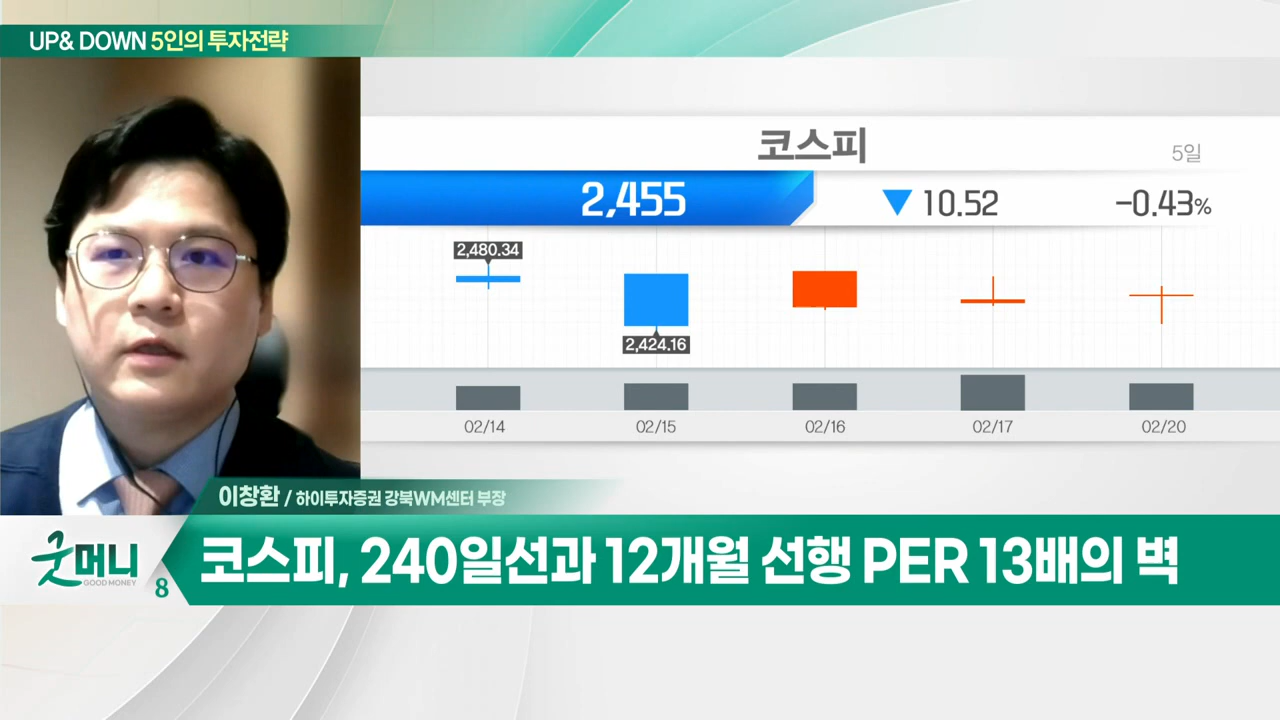 UP& DOWN 5인의 투자전략
코스피
5일
2,455 ▼ 10.52 -0.43%
2,480.34
2,424.16
02/14 02/15 02/16 02/17 02/20
이창환 / 하이투자증권 강북WM센터 부장
굿머니
GOOD MONEY
8
코스피, 240일선과 12개월 선행 PER 13배의 벽